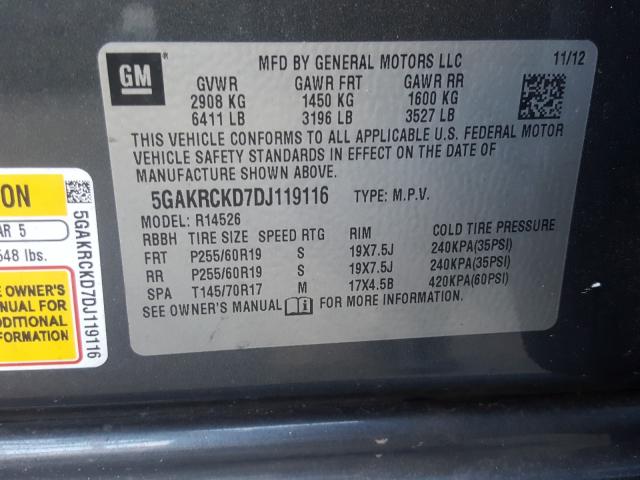 GM
MFD BY GENERAL MOTORS LLC 11/12
GVWR GAWR FRT GAWR RR
2908 KG 1450 KG 1600 KG
6411 LB 3196 LB 3527 LB
THIS VEHICLE CONFORMS TO ALL APPLICABLE U.S. FEDERAL MOTOR
VEHICLE SAFETY STANDARDS IN EFFECT ON THE DATE OF
MANUFACTURE SHOWN ABOVE.
5GAKRCKD7DJ119116 TYPE: M.P.V.
MODEL: R14526
RBBH TIRE SIZE SPEED RTG RIM COLD TIRE PRESSURE
FRT P255/60R19 S 19X7.5J 240KPA(35PSI)
RR P255/60R19 S 19X7.5J 240KPA(35PSI)
SPA T145/70R17 M 17X4.5B 420KPA(60PSI)
SEE OWNER'S MANUAL FOR MORE INFORMATION.
ION
AR 5
648 lbs.
E OWNER'S
NUAL FOR
DDITIONAL
FORMATION
5GAKRCKD7DJ119116